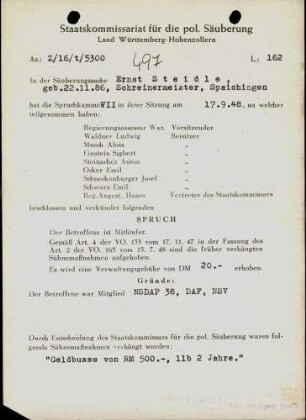 Staatskommissariat für die pol. Säuberung
Land Württemberg-Hohenzollern
Az.: 2/16/t/5300
497
L.: 162
In der Säuberungssache Ernst Steidle,
geb.22.11.86, Schreinermeister, Spaichingen
hat die Spruchkammer VII in ihrer Sitzung am 17.9.48, an welcher
teilgenommen haben:
Regierungsassessor Wax Vorsitzender
Waldner Ludwig Beisitzer
Munch Alois "
Einstein Sigbert "
Steinacher Anton "
Osker Emil "
Schneckenburger Josef "
Schwarz Emil "
Reg.August. Hauer Vertreter des Staatskommissars
beschlossen und verkündet folgenden
SPRUCH
Der Betroffene ist Mitläufer.
Gemäß Art. 4 der VO. 133 vom 17. 11. 47 in der Fassung des
Art. 2 der VO. 165 vom 13. 7. 48 sind die früher verhängten
Sühnemaßnahmen aufgehoben.
Es wird eine Verwaltungsgebühr von DM 20.- erhoben.
Gründe:
Der Betroffene war Mitglied NSDAP 38, DAF, NSV
Durch Entscheidung des Staatskommissars für die pol. Säuberung waren fol-
gende Sühnemaßnahmen verhängt worden:
"Geldbusse von RM 500.-, 11b 2 Jahre."